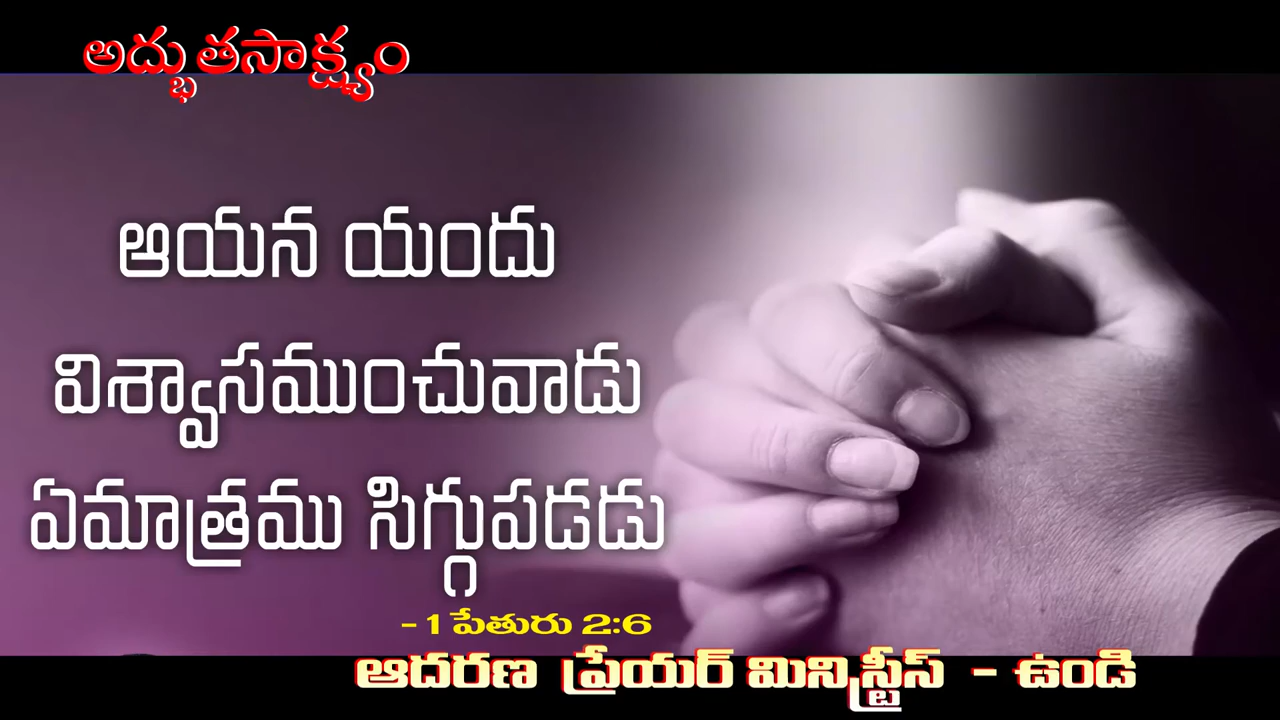 అద్భుతసాక్ష్యం
ఆయన యందు
విశ్వాసముంచువాడు
ఏమాత్రము సిగ్గుపడడు
- 1 పేతురు 2:6
ఆదరణ ప్రేయర్ మినిస్ట్రీస్ - ఉండి